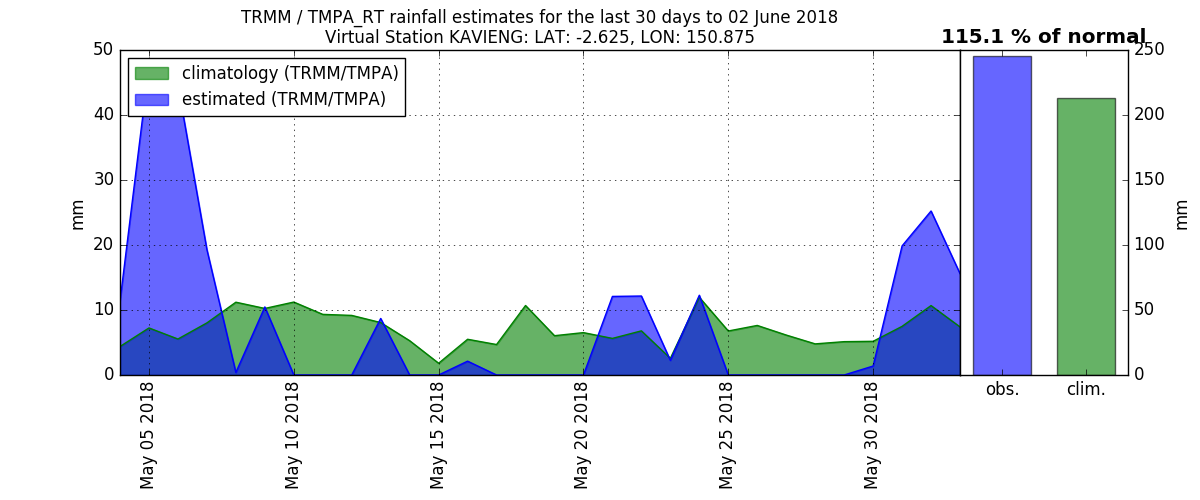 TRMM / TMPA_RT rainfall estimates for the last 30 days to 02 June 2018
Virtual Station KAVIENG: LAT: -2.625, LON: 150.875
115.1 % of normal
climatology (TRMM/TMPA)
estimated (TRMM/TMPA)
50
40
30
20
10
0
mm
May 05 2018
May 10 2018
May 15 2018
May 20 2018
May 25 2018
May 30 2018
obs.
clim.
250
200
150
100
50
0
mm